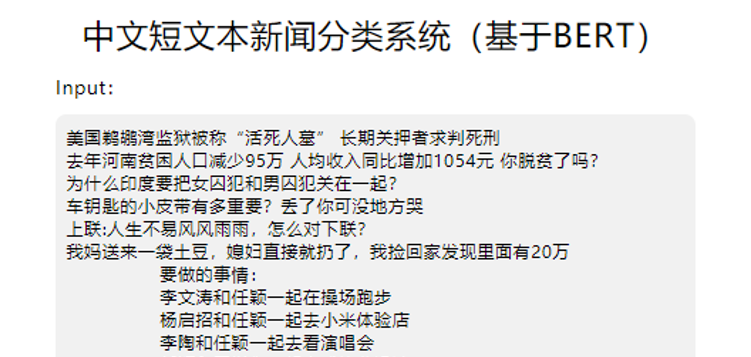 中文短文本新闻分类系统（基于BERT）
Input:
美国鹈鹕湾监狱被称“活死人墓” 长期关押者求判死刑
去年河南贫困人口减少95万 人均收入同比增加1054元 你脱贫了吗？
为什么印度要把女囚犯和男囚犯关在一起？
车钥匙的小皮带有多重要？丢了你可没地方哭
上联:人生不易风风雨雨，怎么对下联？
我妈送来一袋土豆，媳妇直接就扔了，我捡回家发现里面有20万
要做的事情：
李文涛和任颖一起在操场跑步
杨启招和任颖一起去小米体验店
李陶和任颖一起去看演唱会